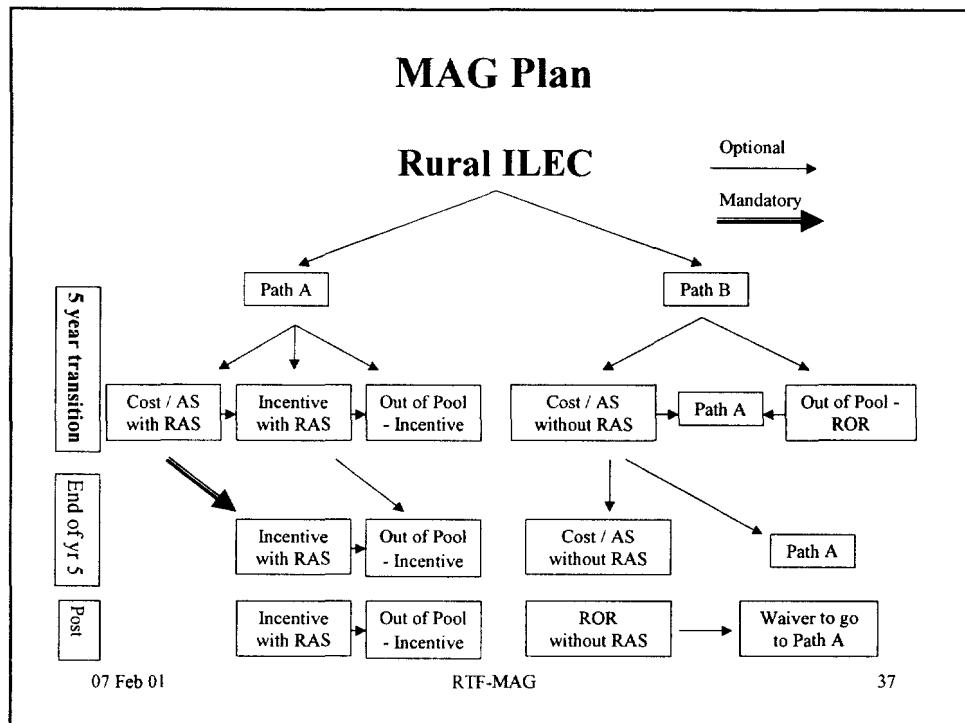 MAG Plan
Rural ILEC
Optional
Mandatory
Path A
Path B
5 year transition
Cost / AS
with RAS
Incentive
with RAS
Out of Pool
- Incentive
Cost / AS
without RAS
Path A
Out of Pool -
ROR
End of yr 5
Incentive
with RAS
Out of Pool
- Incentive
Cost / AS
without RAS
Path A
Post
Incentive
with RAS
Out of Pool
- Incentive
ROR
without RAS
Waiver to go
to Path A
07 Feb 01
RTF-MAG
37